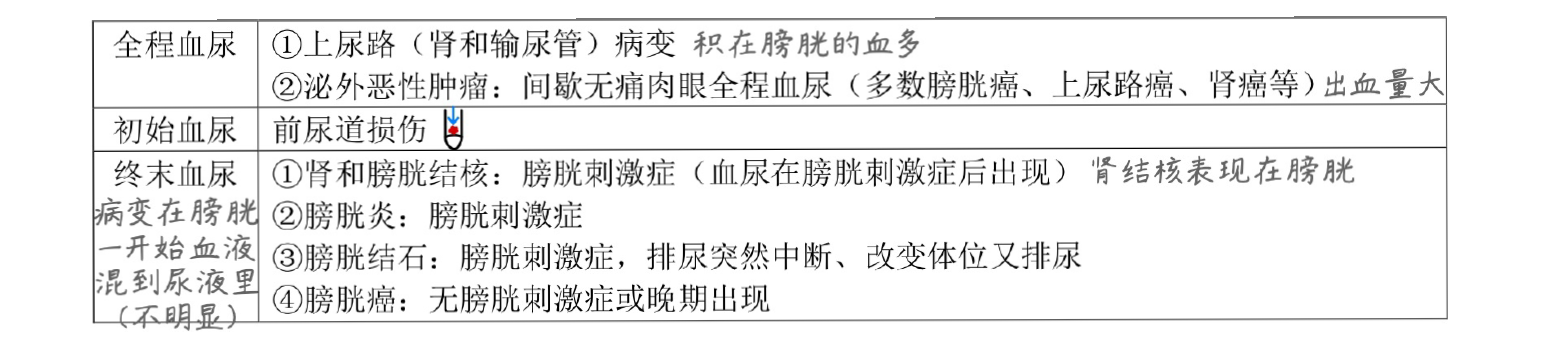 全程血尿
①上尿路（肾和输尿管）病变 积在膀胱的血多
②泌外恶性肿瘤：间歇无痛肉眼全程血尿（多数膀胱癌、上尿路癌、肾癌等）出血量大
初始血尿
前尿道损伤
终末血尿
病变在膀胱
一开始血液
混到尿液里
（不明显）
①肾和膀胱结核：膀胱刺激症（血尿在膀胱刺激症后出现） 肾结核表现在膀胱
②膀胱炎：膀胱刺激症
③膀胱结石：膀胱刺激症，排尿突然中断、改变体位又排尿
④膀胱癌：无膀胱刺激症或晚期出现